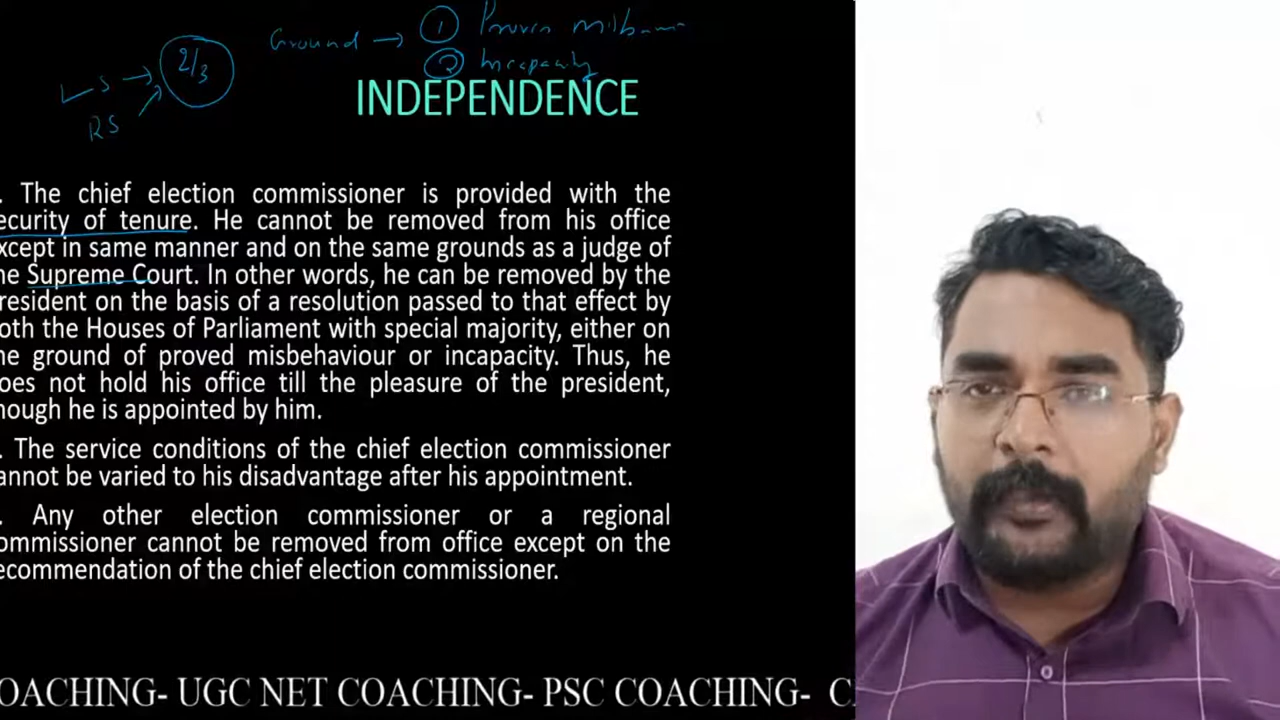 Ground → ① Proven
② Incapacity
LS → 2/3
RS
INDEPENDENCE
. The chief election commissioner is provided with the
ecurity of tenure. He cannot be removed from his office
xcept in same manner and on the same grounds as a judge of
he Supreme Court. In other words, he can be removed by the
resident on the basis of a resolution passed to that effect by
oth the Houses of Parliament with special majority, either on
he ground of proved misbehaviour or incapacity. Thus, he
oes not hold his office till the pleasure of the president,
hough he is appointed by him.
. The service conditions of the chief election commissioner
annot be varied to his disadvantage after his appointment.
. Any other election commissioner or a regional
ommissioner cannot be removed from office except on the
ecommendation of the chief election commissioner.
OACHING- UGC NET COACHING- PSC COACHING- C